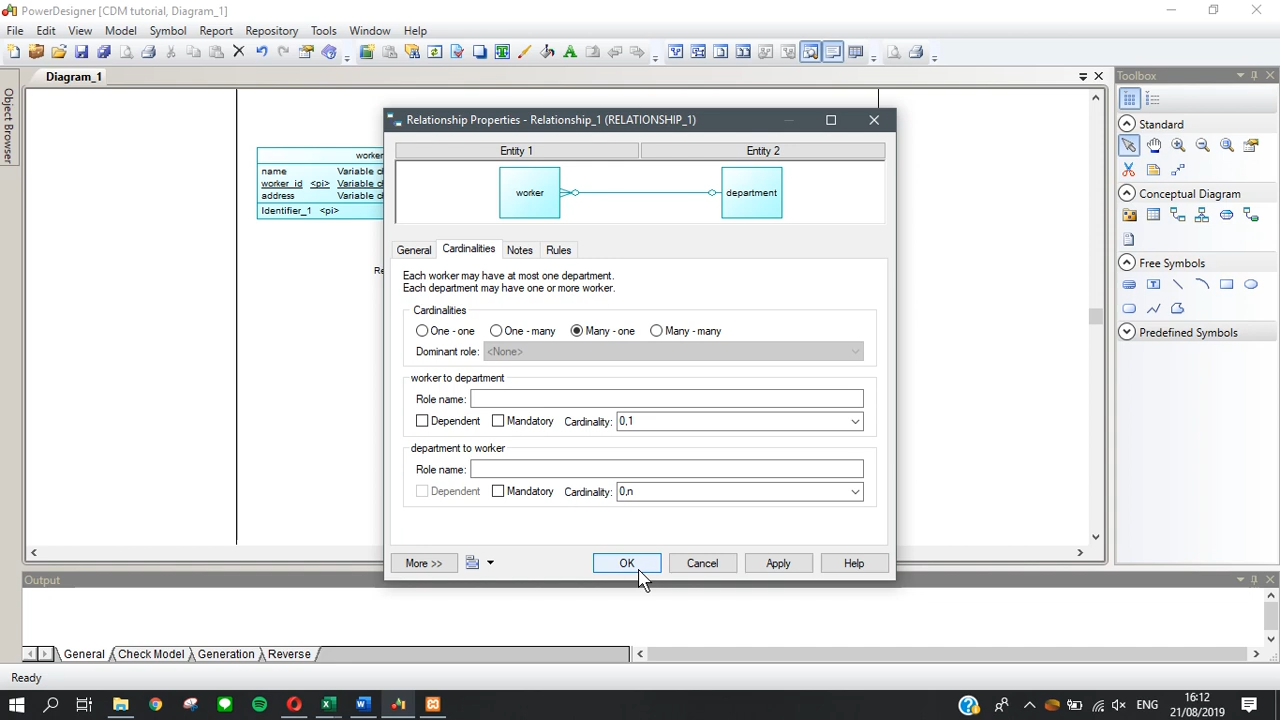 PowerDesigner [CDM tutorial, Diagram_1]
File Edit View Model Symbol Report Repository Tools Window Help
Diagram_1
Toolbox
Object Browser
Standard
Conceptual Diagram
Free Symbols
Predefined Symbols
worke
name Variable c
worker_id <pi> Variable c
address Variable c
Identifier_1 <pi>
Re
Relationship Properties - Relationship_1 (RELATIONSHIP_1)
Entity 1 Entity 2
worker department
General Cardinalities Notes Rules
Each worker may have at most one department.
Each department may have one or more worker.
Cardinalities
One - one One - many Many - one Many - many
Dominant role: <None>
worker to department
Role name:
Dependent Mandatory Cardinality: 0,1
department to worker
Role name:
Dependent Mandatory Cardinality: 0,n
More >> OK Cancel Apply Help
Output
General Check Model Generation Reverse
Ready
ENG
16:12
21/08/2019